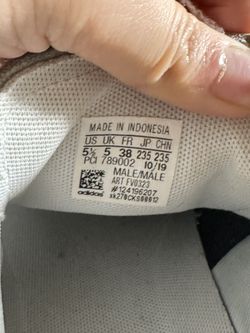 MADE IN INDONESIA
US UK FR JP CHN
5½ 5 38 235 235
PCI 789002 10/19
MALE/MALE
ART FV0323
#124196207
adidas